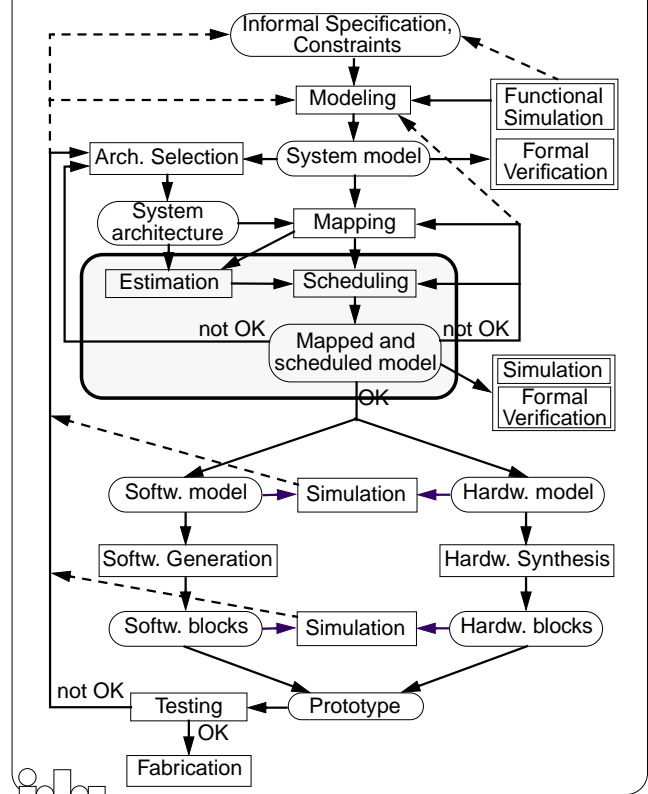 Informal Specification,
Constraints
Modeling
Functional
Simulation
Arch. Selection
System model
Formal
Verification
System
architecture
Mapping
Estimation
Scheduling
not OK
not OK
Mapped and
scheduled model
Simulation
Formal
Verification
OK
Softw. model
Simulation
Hardw. model
Softw. Generation
Hardw. Synthesis
Softw. blocks
Simulation
Hardw. blocks
not OK
Testing
Prototype
OK
Fabrication